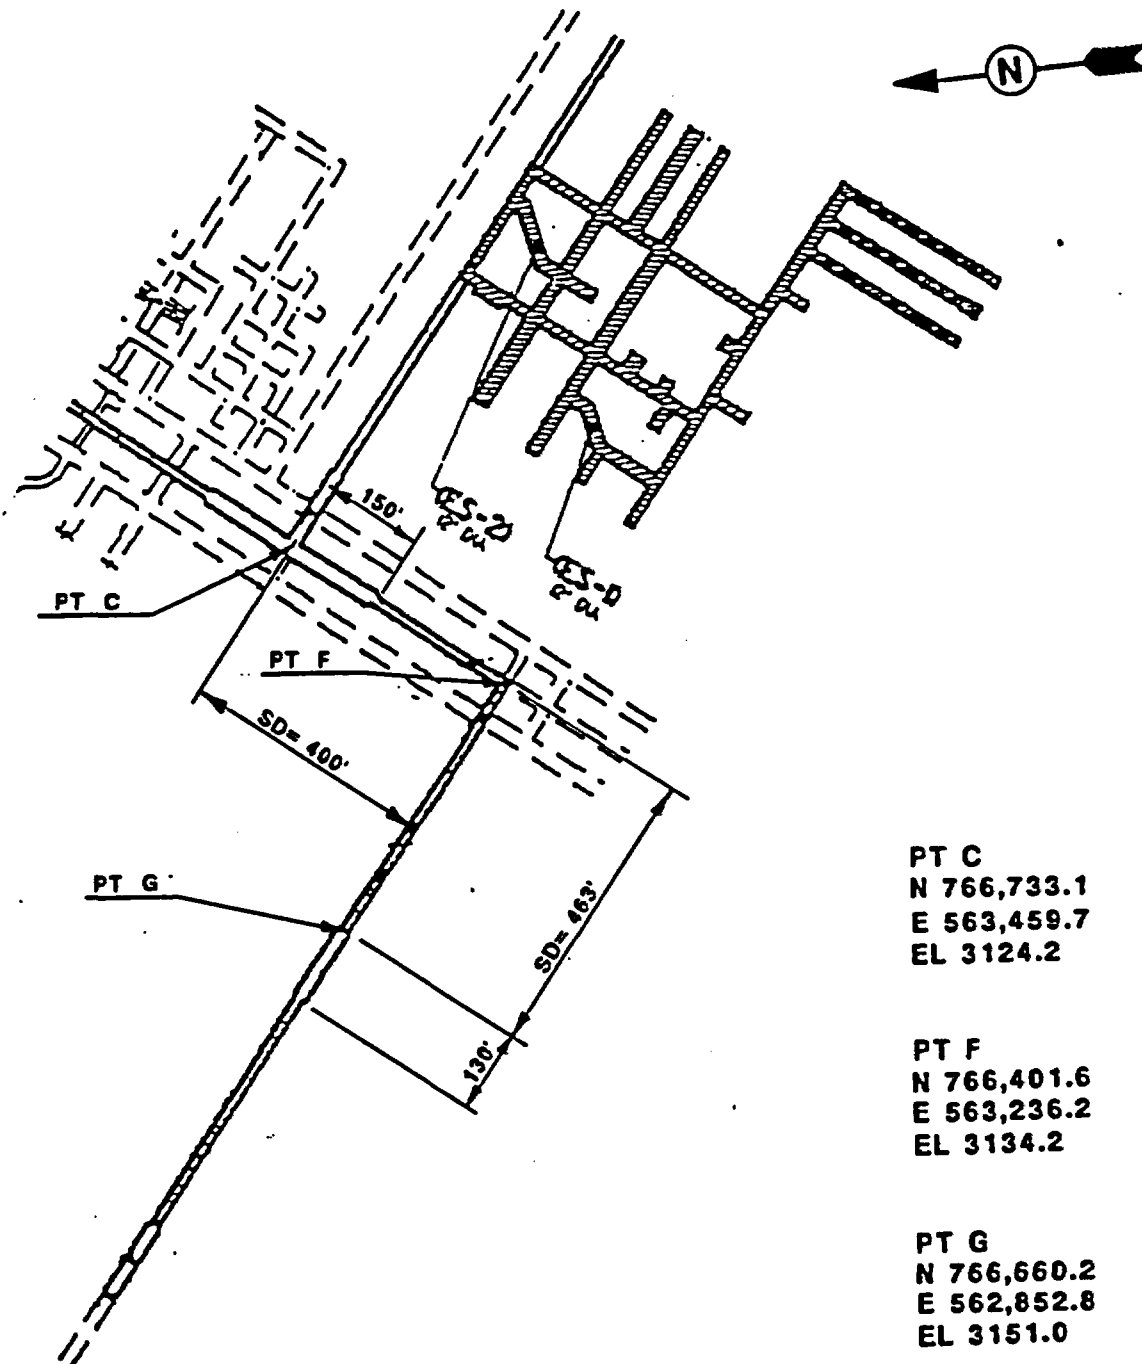 N
150'
PT C
PT F
SD= 400'
PT G
SD= 463'
130'
PT C
N 766,733.1
E 563,459.7
EL 3124.2
PT F
N 766,401.6
E 563,236.2
EL 3134.2
PT G
N 766,660.2
E 562,852.8
EL 3151.0